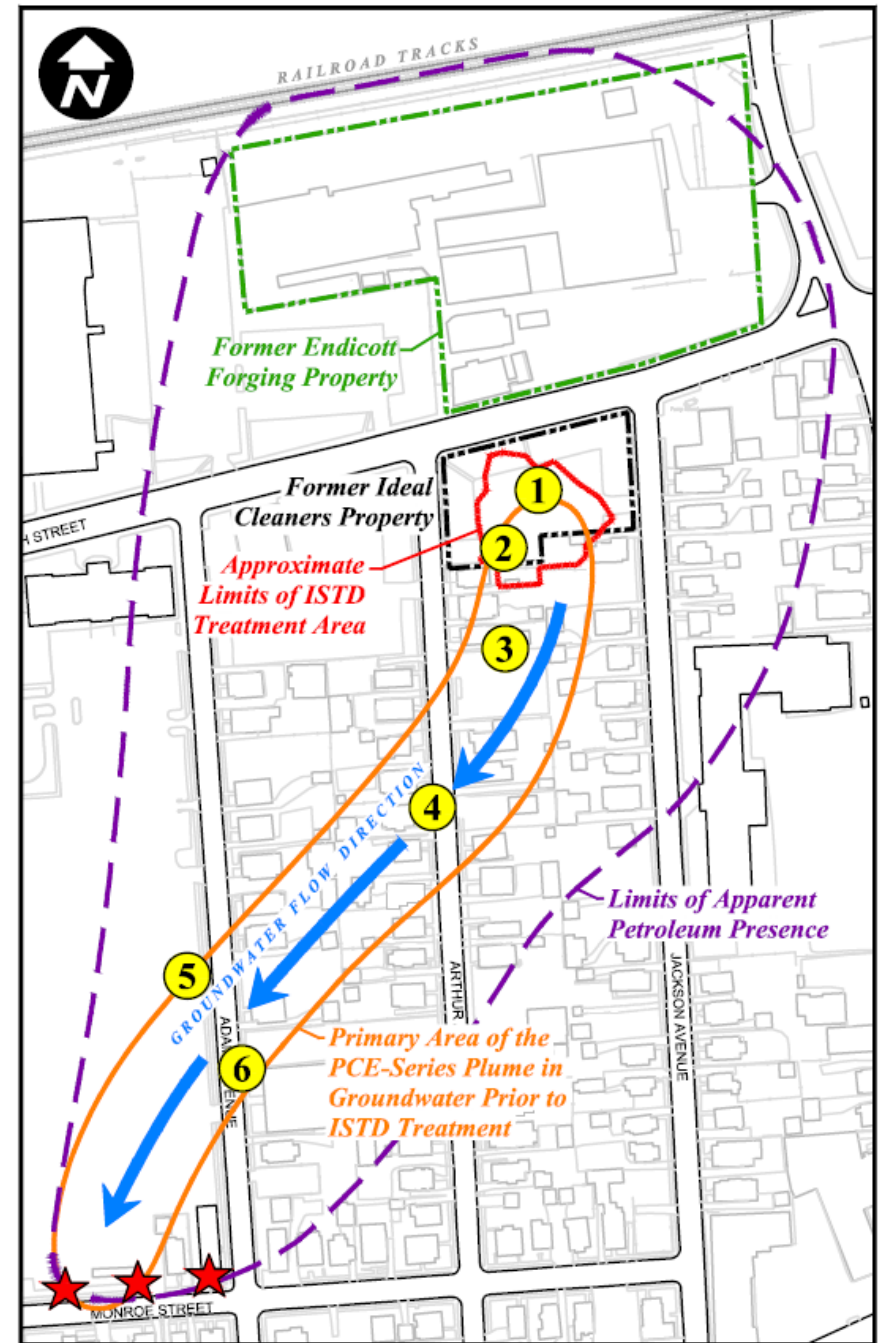 N
RAILROAD TRACKS
Former Endicott
Forging Property
Former Ideal
Cleaners Property
H STREET
Approximate
Limits of ISTD
Treatment Area
1
2
3
4
GROUNDWATER FLOW DIRECTION
Limits of Apparent
Petroleum Presence
5
ARTHUR
JACKSON AVENUE
6
Primary Area of the
PCE-Series Plume in
Groundwater Prior to
ISTD Treatment
MONROE STREET